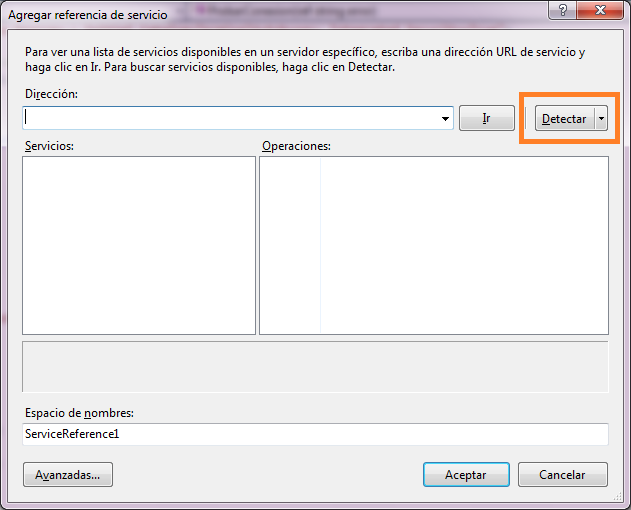 Agregar referencia de servicio
Para ver una lista de servicios disponibles en un servidor específico, escriba una dirección URL de servicio y
haga clic en Ir. Para buscar servicios disponibles, haga clic en Detectar.
Dirección:
Ir
Detectar
Servicios:
Operaciones:
Espacio de nombres:
ServiceReference1
Avanzadas...
Aceptar
Cancelar